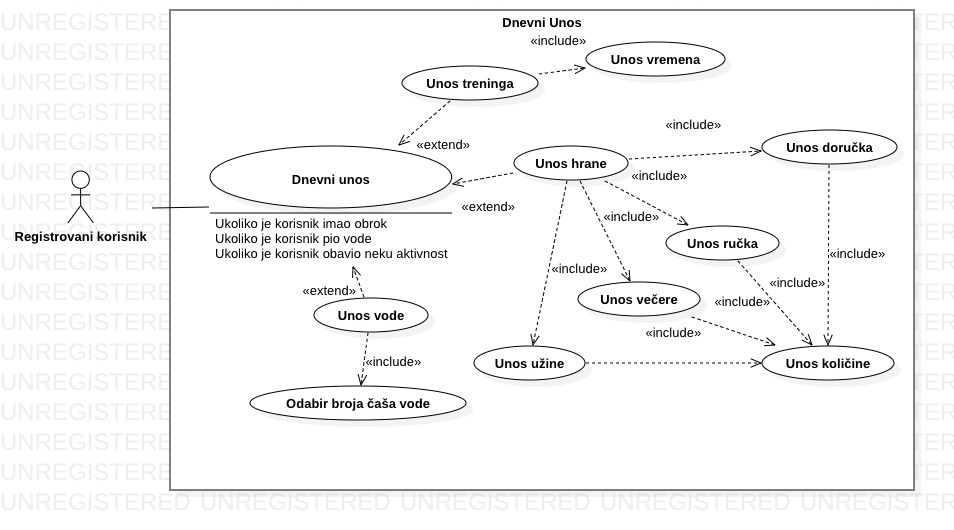 Dnevni Unos
«include»
Unos vremena
Unos treninga
«include»
«extend»
Unos doručka
Unos hrane
«include»
Dnevni unos
«extend»
«include»
Registrovani korisnik
Ukoliko je korisnik imao obrok
Ukoliko je korisnik pio vode
Ukoliko je korisnik obavio neku aktivnost
Unos ručka
«include»
«include»
«include»
«extend»
Unos večere
«include»
Unos vode
«include»
«include»
Unos užine
Unos količine
Odabir broja čaša vode
UNREGISTERED UNREGISTERED UNREGISTERED UNREGISTERED UNREGISTERED